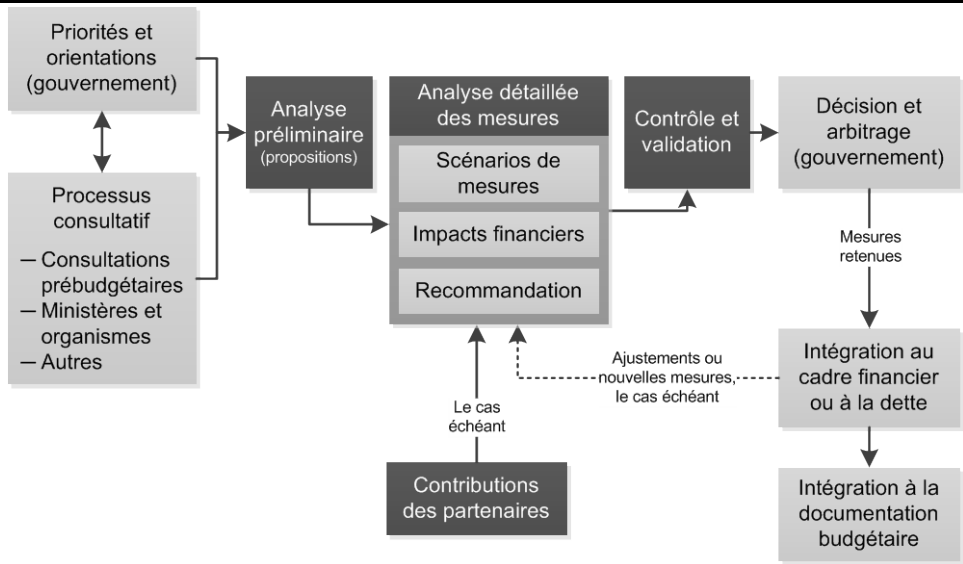 Priorités et
orientations
(gouvernement)
Processus
consultatif
— Consultations
prébudgétaires
— Ministères et
organismes
— Autres
Analyse
préliminaire
(propositions)
Analyse détaillée
des mesures
Scénarios de
mesures
Impacts financiers
Recommandation
Le cas
échéant
Contributions
des partenaires
Contrôle et
validation
Décision et
arbitrage
(gouvernement)
Mesures
retenues
Intégration au
cadre financier
ou à la dette
Ajustements ou
nouvelles mesures,
le cas échéant
Intégration à la
documentation
budgétaire